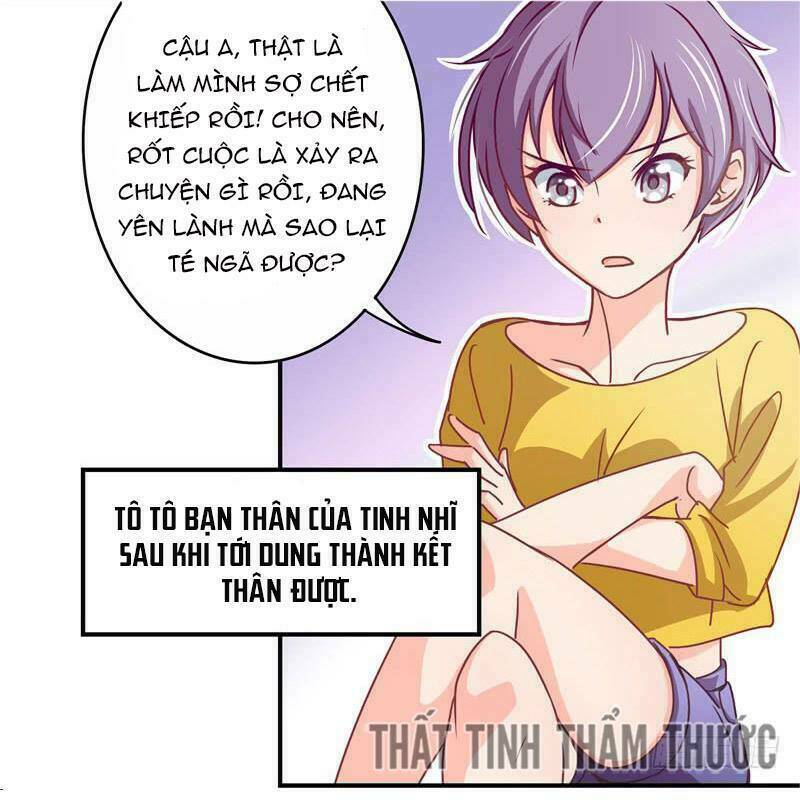 CẬU A, THẬT LÀ
LÀM MÌNH SỢ CHẾT
KHIẾP RỒI! CHO NÊN,
RỐT CUỘC LÀ XẢY RA
CHUYỆN GÌ RỒI, ĐANG
YÊN LÀNH MÀ SAO LẠI
TÉ NGÃ ĐƯỢC?
TÔ TÔ BẠN THÂN CỦA TINH NHĨ
SAU KHI TỚI DUNG THÀNH KẾT
THÂN ĐƯỢC.
THẤT TINH THẨM THƯỚC